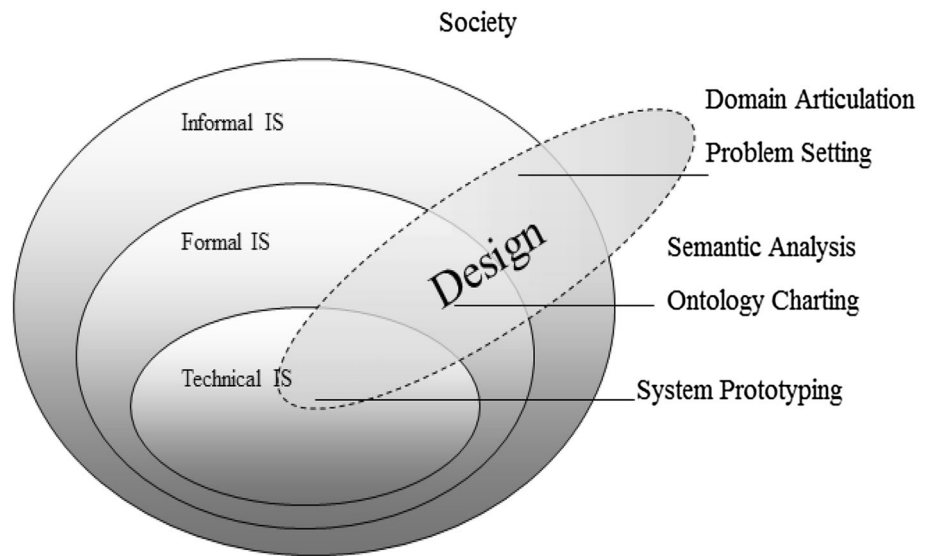 Society
Domain Articulation
Informal IS
Problem Setting
Formal IS
Design
Semantic Analysis
Ontology Charting
Technical IS
System Prototyping